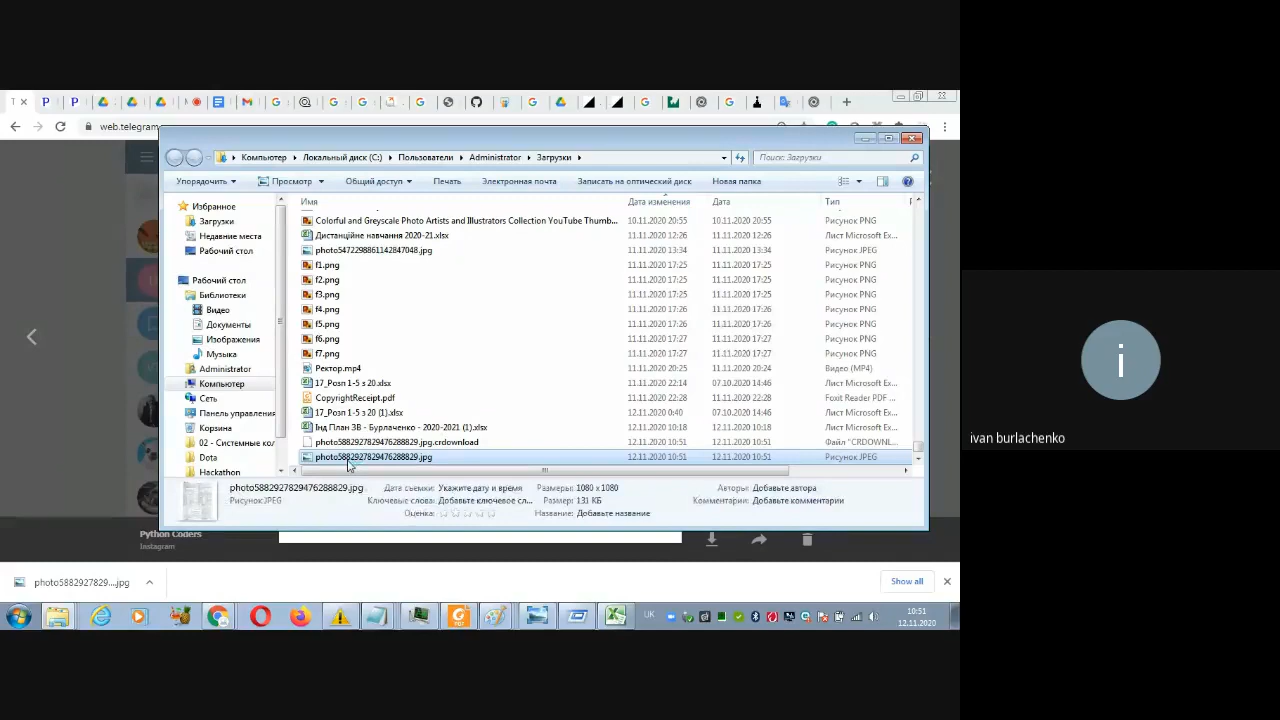 web.telegram
Компьютер
Локальный диск (C:)
Пользователи
Administrator
Загрузки
Поиск: Загрузки
Упорядочить
Просмотр
Общий доступ
Печать
Электронная почта
Записать на оптический диск
Новая папка
Избранное
Загрузки
Недавние места
Рабочий стол
Рабочий стол
Библиотеки
Видео
Документы
Изображения
Музыка
Administrator
Компьютер
Сеть
Панель управления
Корзина
02 - Системные кол
Dota
Hackathon
Имя Дата изменения Дата Тип
Colorful and Greyscale Photo Artists and Illustrators Collection YouTube Thumb... 10.11.2020 20:55 10.11.2020 20:55 Рисунок PNG
Дистанційне навчання 2020-21.xlsx 11.11.2020 12:26 11.11.2020 12:26 Лист Microsoft Ex...
photo5472298861142847048.jpg 11.11.2020 13:34 11.11.2020 13:34 Рисунок JPEG
f1.png 11.11.2020 17:25 11.11.2020 17:25 Рисунок PNG
f2.png 11.11.2020 17:25 11.11.2020 17:25 Рисунок PNG
f3.png 11.11.2020 17:25 11.11.2020 17:25 Рисунок PNG
f4.png 11.11.2020 17:26 11.11.2020 17:26 Рисунок PNG
f5.png 11.11.2020 17:26 11.11.2020 17:26 Рисунок PNG
f6.png 11.11.2020 17:27 11.11.2020 17:27 Рисунок PNG
f7.png 11.11.2020 17:27 11.11.2020 17:27 Рисунок PNG
Ректор.mp4 11.11.2020 20:25 11.11.2020 20:24 Видео (MP4)
17_Розп 1-5 з 20.xlsx 11.11.2020 22:14 07.10.2020 14:46 Лист Microsoft Ex...
CopyrightReceipt.pdf 11.11.2020 22:28 11.11.2020 22:28 Foxit Reader PDF ...
17_Розп 1-5 з 20 (1).xlsx 12.11.2020 0:40 07.10.2020 14:46 Лист Microsoft Ex...
Інд План ЗВ - Бурлаченко - 2020-2021 (1).xlsx 12.11.2020 10:18 12.11.2020 10:18 Лист Microsoft Ex...
photo5882927829476288829.jpg.crdownload 12.11.2020 10:51 12.11.2020 10:51 Файл "CRDOWNL...
photo5882927829476288829.jpg 12.11.2020 10:51 12.11.2020 10:51 Рисунок JPEG
photo5882927829476288829.jpg Дата съемки: Укажите дату и время Размеры: 1080 x 1080 Авторы: Добавьте автора
Рисунок JPEG Ключевые слова: Добавьте ключевое сл... Размер: 131 КБ Комментарии: Добавьте комментарии
Оценка: Название: Добавьте название
Python Coders
Instagram
photo5882927829....jpg
Show all
UK
10:51
12.11.2020
i
ivan burlachenko